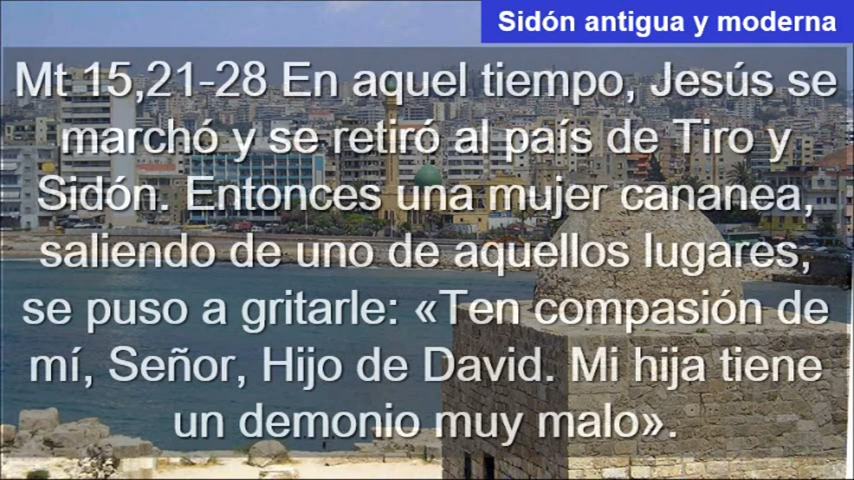 Sidón antigua y moderna
Mt 15,21-28 En aquel tiempo, Jesús se
marchó y se retiró al país de Tiro y
Sidón. Entonces una mujer cananea,
saliendo de uno de aquellos lugares,
se puso a gritarle: «Ten compasión de
mí, Señor, Hijo de David. Mi hija tiene
un demonio muy malo».